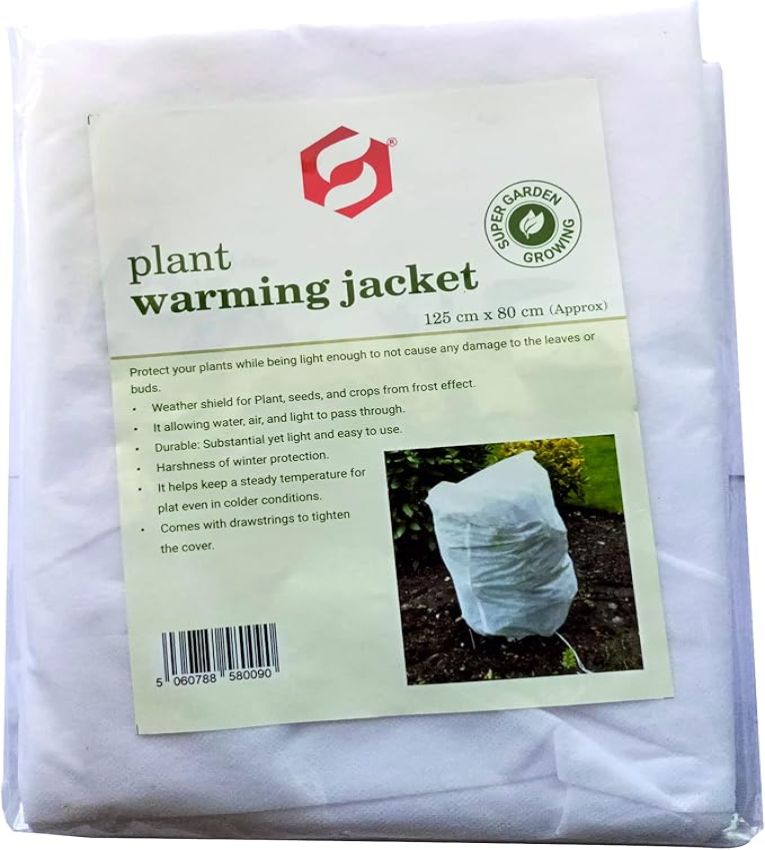 ®
SUPER GARDEN
GROWING
plant
warming jacket
125 cm x 80 cm (Approx)
Protect your plants while being light enough to not cause any damage to the leaves or
buds.
• Weather shield for Plant, seeds, and crops from frost effect.
• It allowing water, air, and light to pass through.
• Durable: Substantial yet light and easy to use.
• Harshness of winter protection.
• It helps keep a steady temperature for
plat even in colder conditions.
• Comes with drawstrings to tighten
the cover.
5 060788 580090